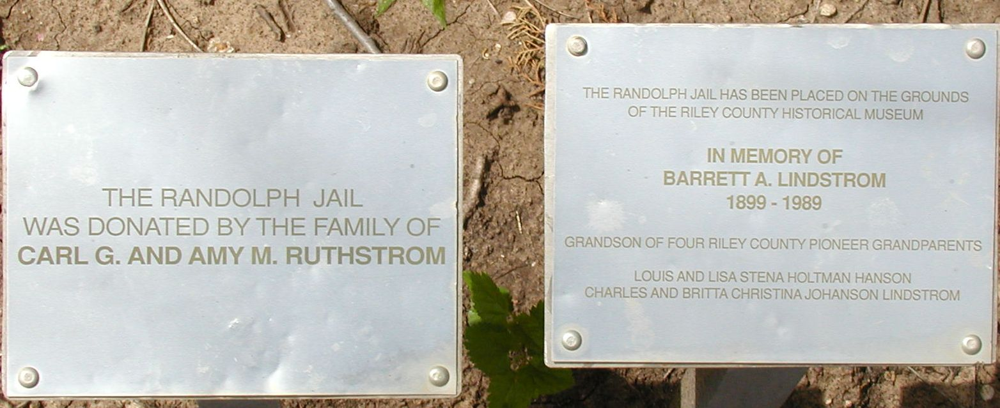 THE RANDOLPH JAIL
WAS DONATED BY THE FAMILY OF
CARL G. AND AMY M. RUTHSTROM
THE RANDOLPH JAIL HAS BEEN PLACED ON THE GROUNDS
OF THE RILEY COUNTY HISTORICAL MUSEUM
IN MEMORY OF
BARRETT A. LINDSTROM
1899 - 1989
GRANDSON OF FOUR RILEY COUNTY PIONEER GRANDPARENTS
LOUIS AND LISA STENA HOLTMAN HANSON
CHARLES AND BRITTA CHRISTINA JOHANSON LINDSTROM